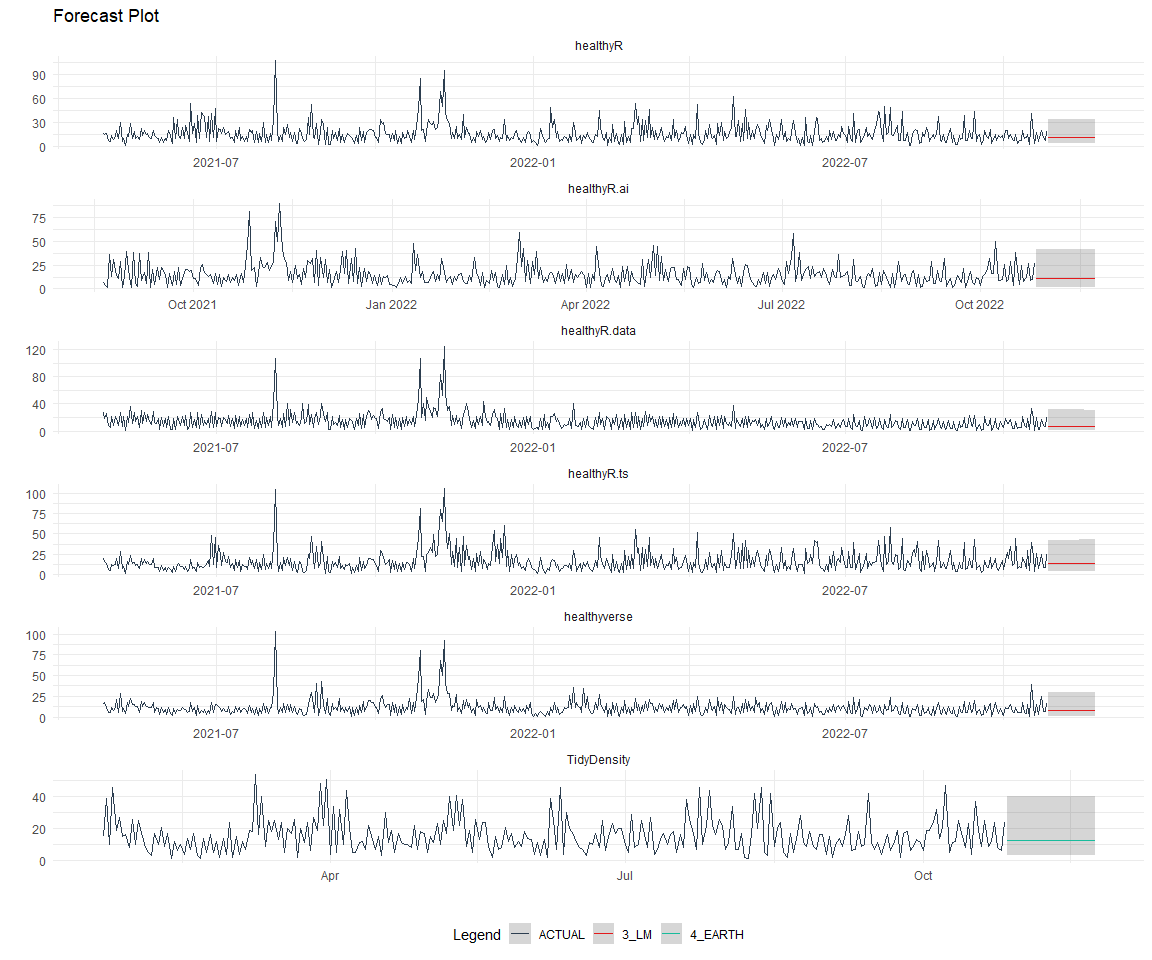 Forecast Plot
healthyR
90
60
30
0
2021-07 2022-01 2022-07
healthyR.ai
75
50
25
0
Oct 2021 Jan 2022 Apr 2022 Jul 2022 Oct 2022
healthyR.data
120
80
40
0
2021-07 2022-01 2022-07
healthyR.ts
100
75
50
25
0
2021-07 2022-01 2022-07
healthyverse
100
75
50
25
0
2021-07 2022-01 2022-07
TidyDensity
40
20
0
Apr Jul Oct
Legend ACTUAL 3_LM 4_EARTH